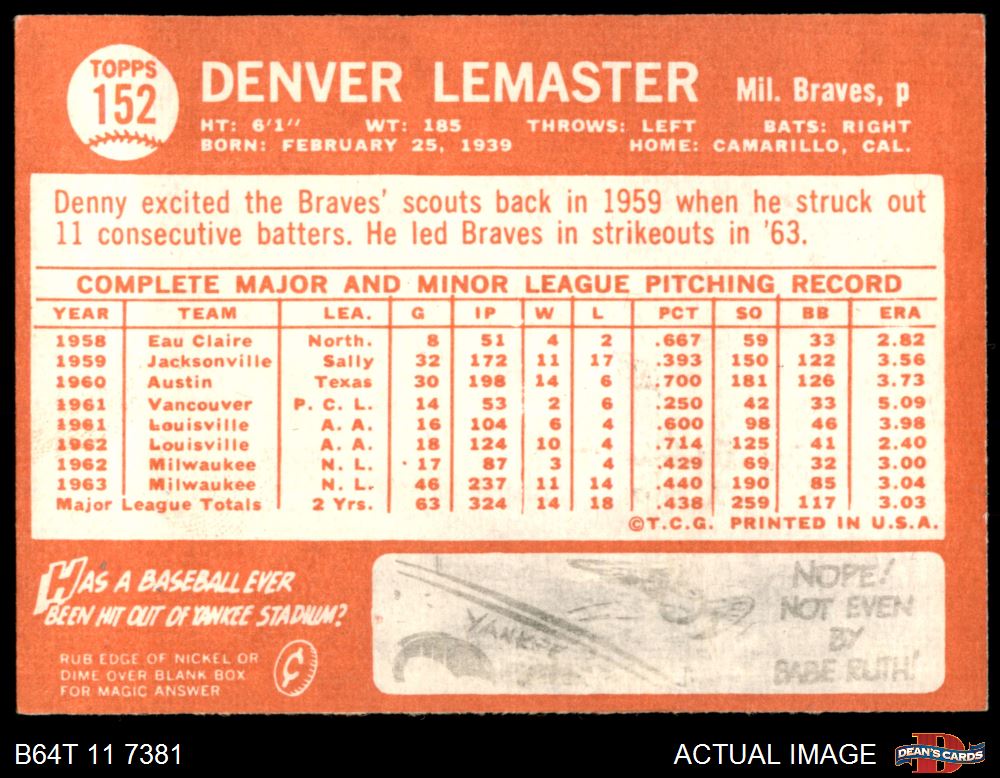 TOPPS
152
DENVER LEMASTER Mil. Braves, p
HT: 6'1" WT: 185 THROWS: LEFT BATS: RIGHT
BORN: FEBRUARY 25, 1939 HOME: CAMARILLO, CAL.
Denny excited the Braves' scouts back in 1959 when he struck out
11 consecutive batters. He led Braves in strikeouts in '63.
COMPLETE MAJOR AND MINOR LEAGUE PITCHING RECORD
YEAR TEAM LEA. G IP W L PCT SO BB ERA
1958 Eau Claire North. 8 51 4 2 .667 59 33 2.82
1959 Jacksonville Sally 32 172 11 17 .393 150 122 3.56
1960 Austin Texas 30 198 14 6 .700 181 126 3.73
1961 Vancouver P. C. L. 14 53 2 6 .250 42 33 5.09
1961 Louisville A. A. 16 104 6 4 .600 98 46 3.98
1962 Louisville A. A. 18 124 10 4 .714 125 41 2.40
1962 Milwaukee N. L. 17 87 3 4 .429 69 32 3.00
1963 Milwaukee N. L. 46 237 11 14 .440 190 85 3.04
Major League Totals 2 Yrs. 63 324 14 18 .438 259 117 3.03
©T.C.G. PRINTED IN U.S.A.
HAS A BASEBALL EVER
BEEN HIT OUT OF YANKEE STADIUM?
RUB EDGE OF NICKEL OR
DIME OVER BLANK BOX
FOR MAGIC ANSWER
YANKEE
NOPE!
NOT EVEN
BY
BABE RUTH!
B64T 11 7381 ACTUAL IMAGE DEAN'S CARDS